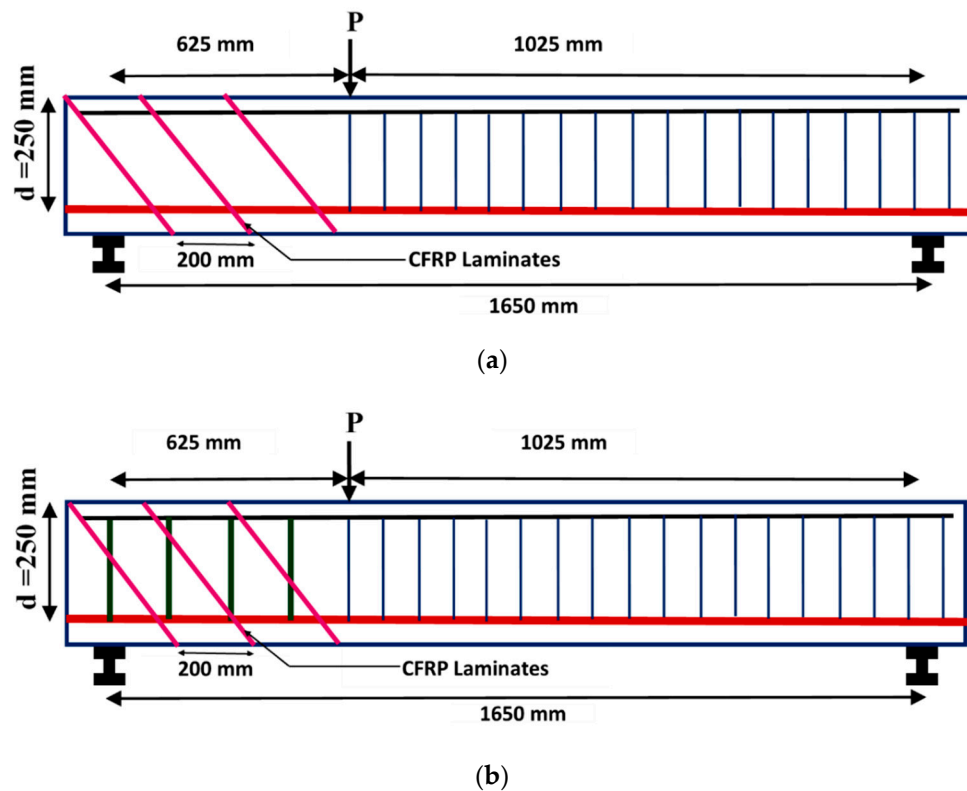 P
625 mm
1025 mm
d =250 mm
200 mm
CFRP Laminates
1650 mm
(a)
P
625 mm
1025 mm
d =250 mm
200 mm
CFRP Laminates
1650 mm
(b)